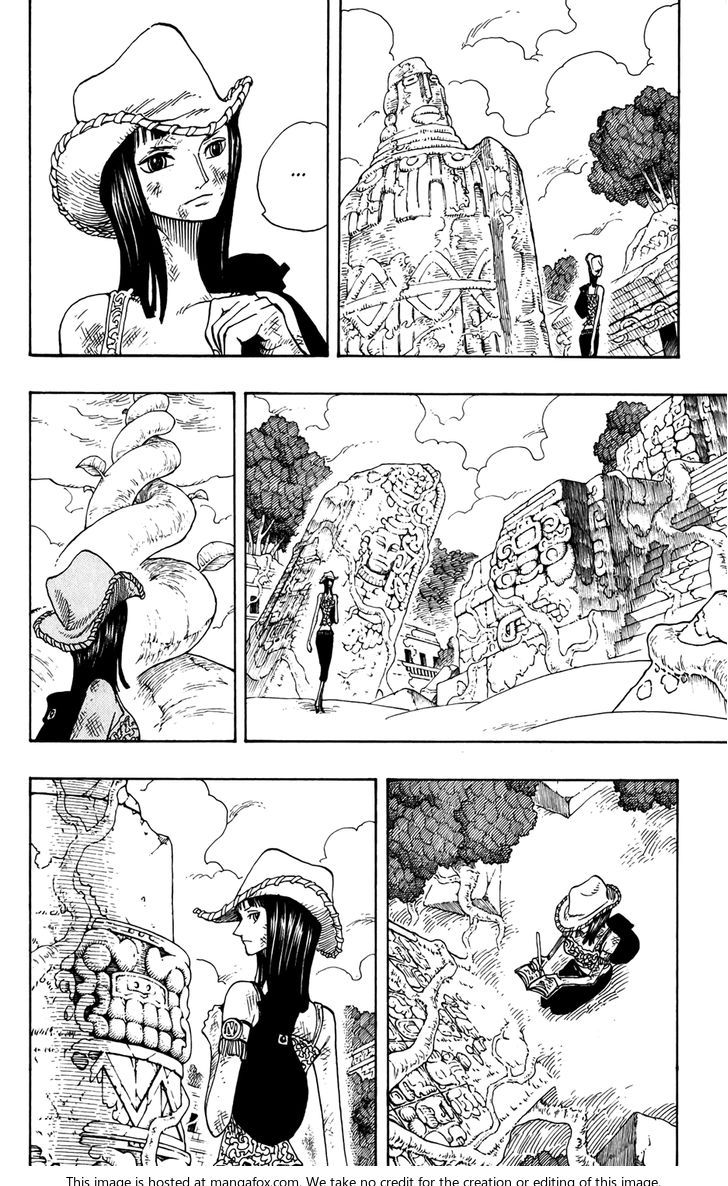 ...
N
This image is hosted at mangafox.com. We take no credit for the creation or editing of this image.